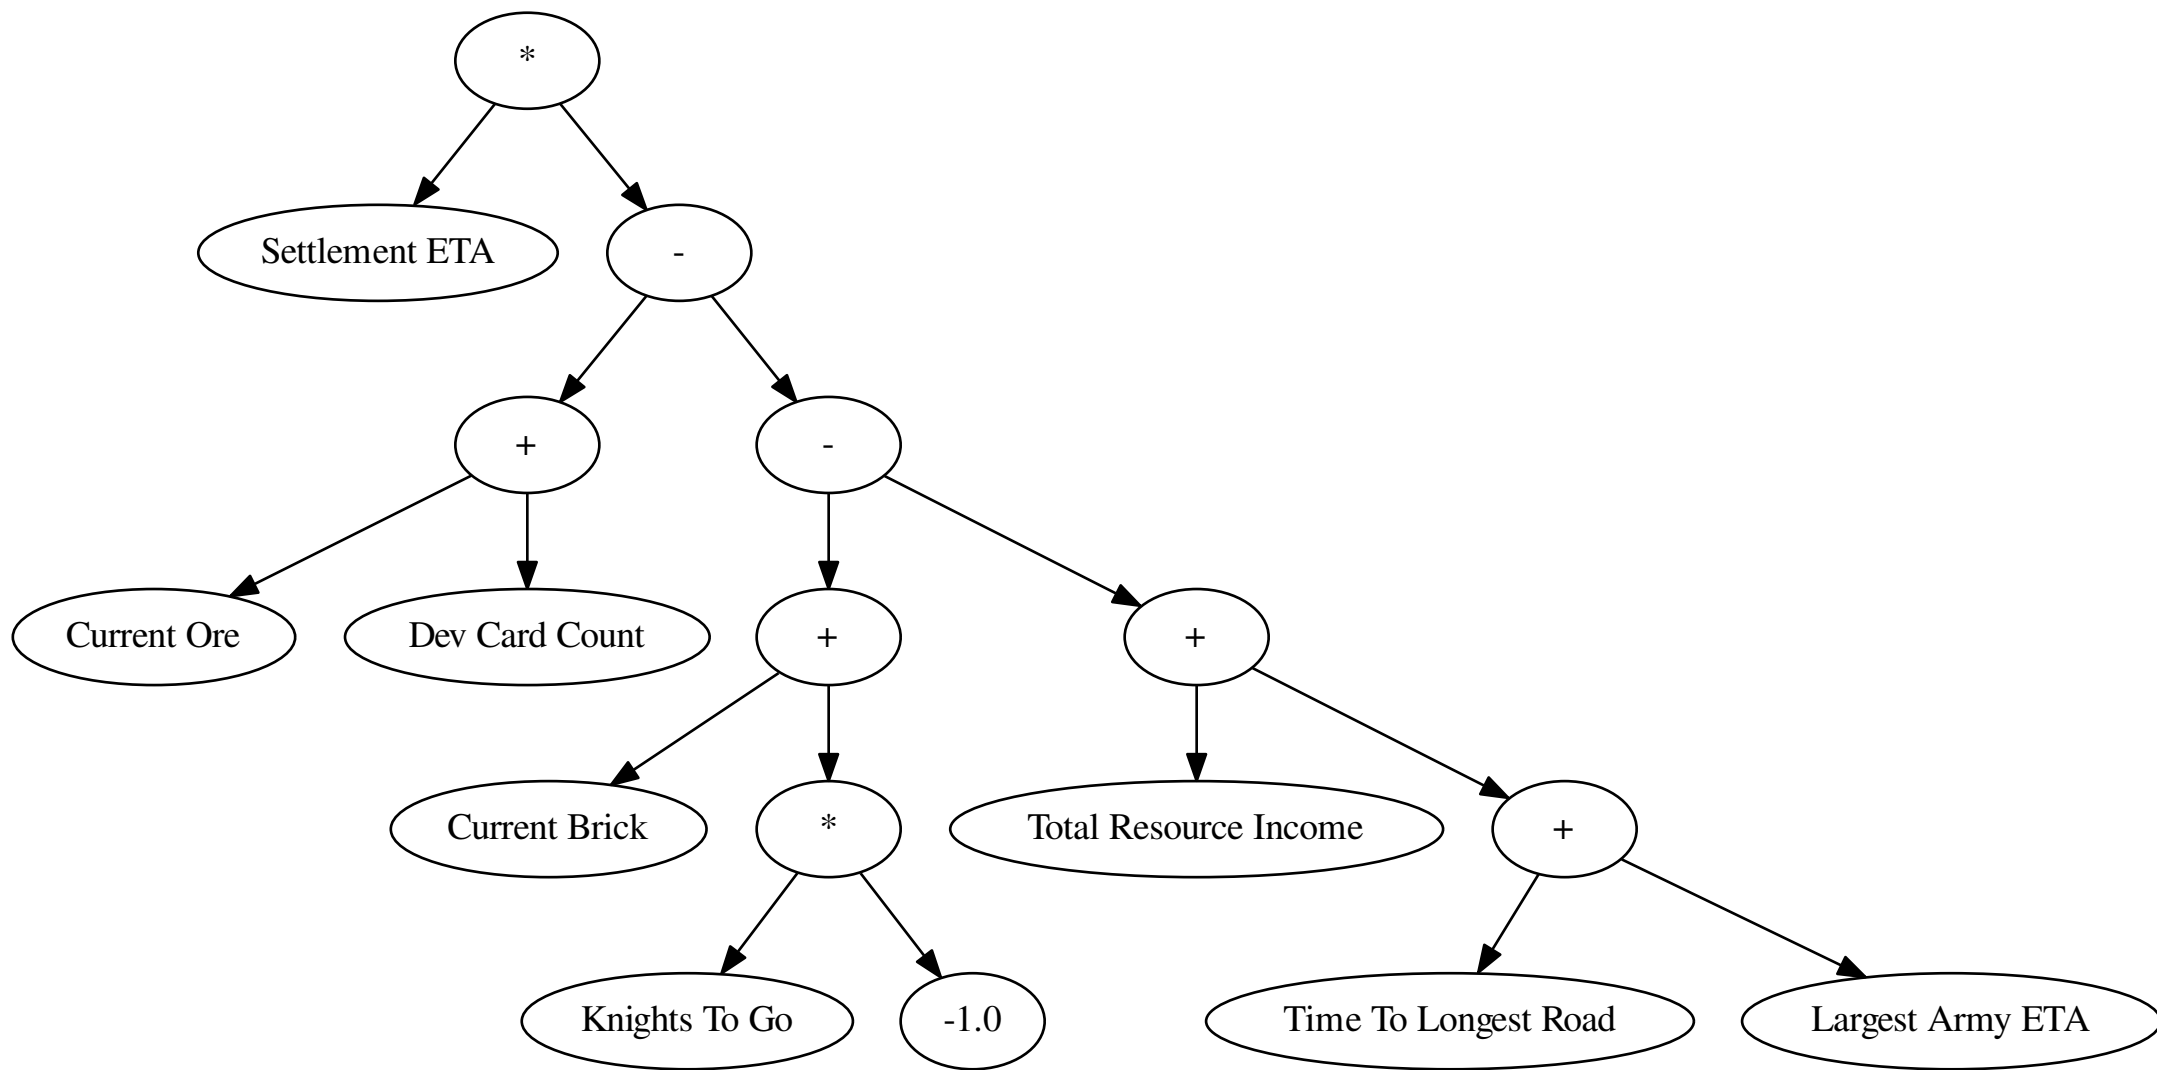 *
Settlement ETA
-
+
-
Current Ore
Dev Card Count
+
+
Current Brick
*
Total Resource Income
+
Knights To Go
-1.0
Time To Longest Road
Largest Army ETA